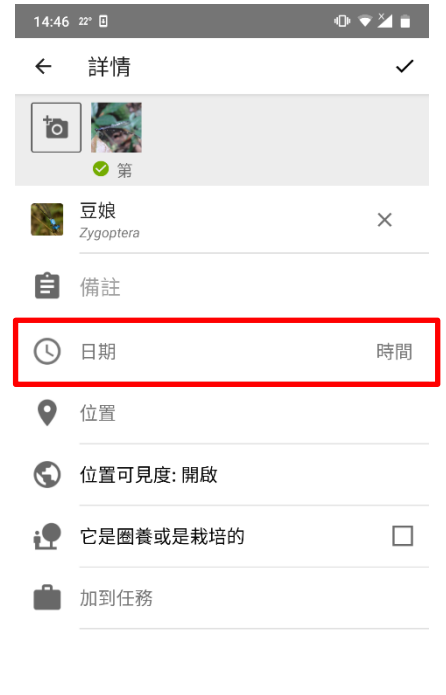 14:46 22°
詳情
第
豆娘
Zygoptera
備註
日期 時間
位置
位置可見度: 開啟
它是圈養或是栽培的
加到任務